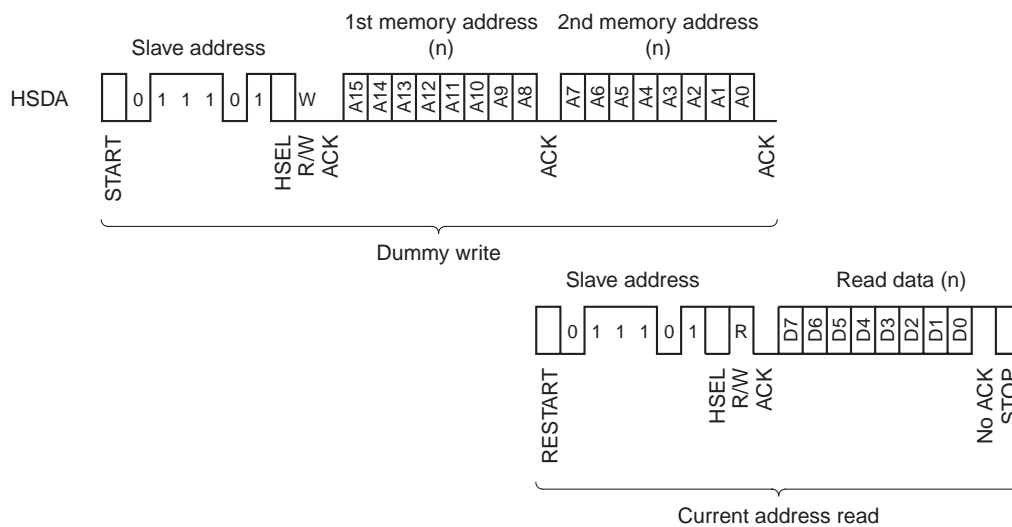 1st memory address 2nd memory address
(n) (n)
Slave address
HSDA 0 1 1 1 0 1 W A15 A14 A13 A12 A11 A10 A9 A8 A7 A6 A5 A4 A3 A2 A1 A0
START HSEL R/W ACK ACK ACK
Dummy write
Slave address Read data (n)
0 1 1 1 0 1 R D7 D6 D5 D4 D3 D2 D1 D0
RESTART HSEL R/W ACK No ACK STOP
Current address read